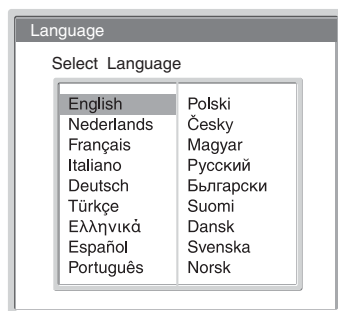 Language
Select Language
English
Nederlands
Français
Italiano
Deutsch
Türkçe
Ελληνικά
Español
Português
Polski
Česky
Magyar
Русский
Бьлгарски
Suomi
Dansk
Svenska
Norsk